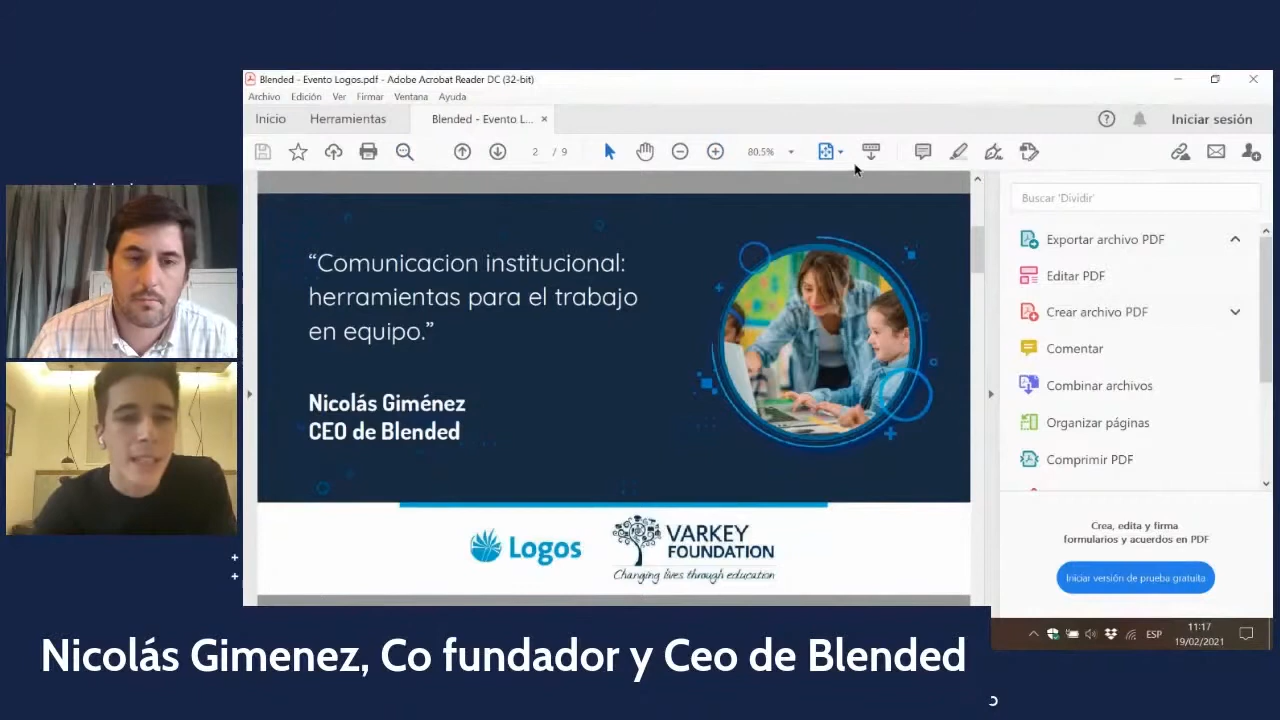 Blended - Evento Logos.pdf - Adobe Acrobat Reader DC (32-bit)
Archivo Edición Ver Firmar Ventana Ayuda
Inicio Herramientas Blended - Evento L... × Iniciar sesión
2 / 9 80,5%
Buscar 'Dividir'
Exportar archivo PDF
Editar PDF
Crear archivo PDF
Comentar
Combinar archivos
Organizar páginas
Comprimir PDF
Crea, edita y firma
formularios y acuerdos en PDF
Iniciar versión de prueba gratuita
“Comunicacion institucional:
herramientas para el trabajo
en equipo.”
Nicolás Giménez
CEO de Blended
Logos
VARKEY
FOUNDATION
Changing lives through education
ESP
11:17
19/02/2021
Nicolás Gimenez, Co fundador y Ceo de Blended